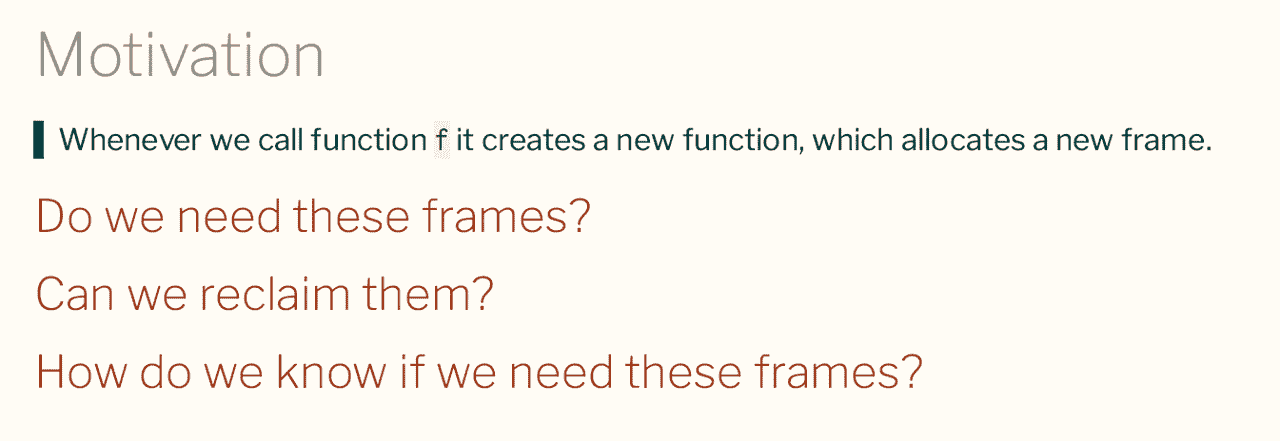 Motivation
Whenever we call function f it creates a new function, which allocates a new frame.
Do we need these frames?
Can we reclaim them?
How do we know if we need these frames?